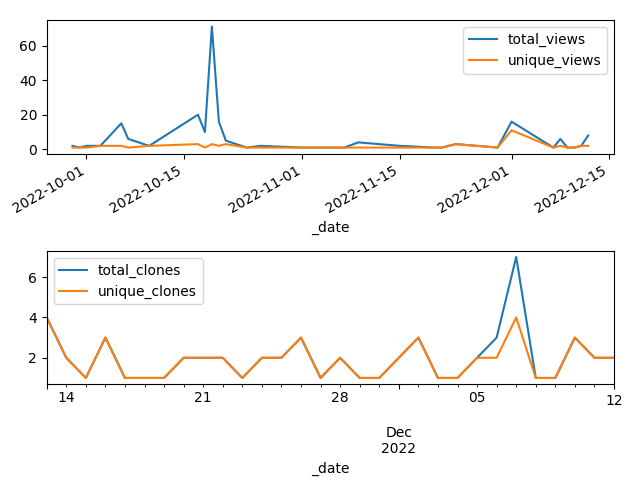 60
40
20
0
total_views
unique_views
2022-10-01
2022-10-15
2022-11-01
2022-11-15
2022-12-01
2022-12-15
_date
6
4
2
total_clones
unique_clones
14
21
28
05
12
Dec
2022
_date